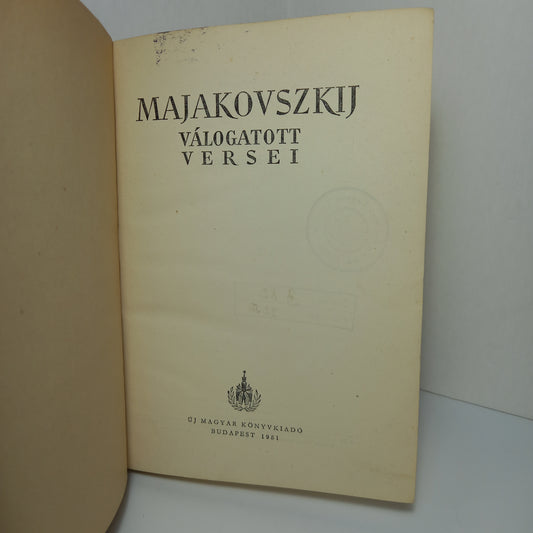 MAJAKOVSZKIJ
VÁLOGATOTT
VERSEI
ÚJ MAGYAR KÖNYVKIADÓ
BUDAPEST 1951